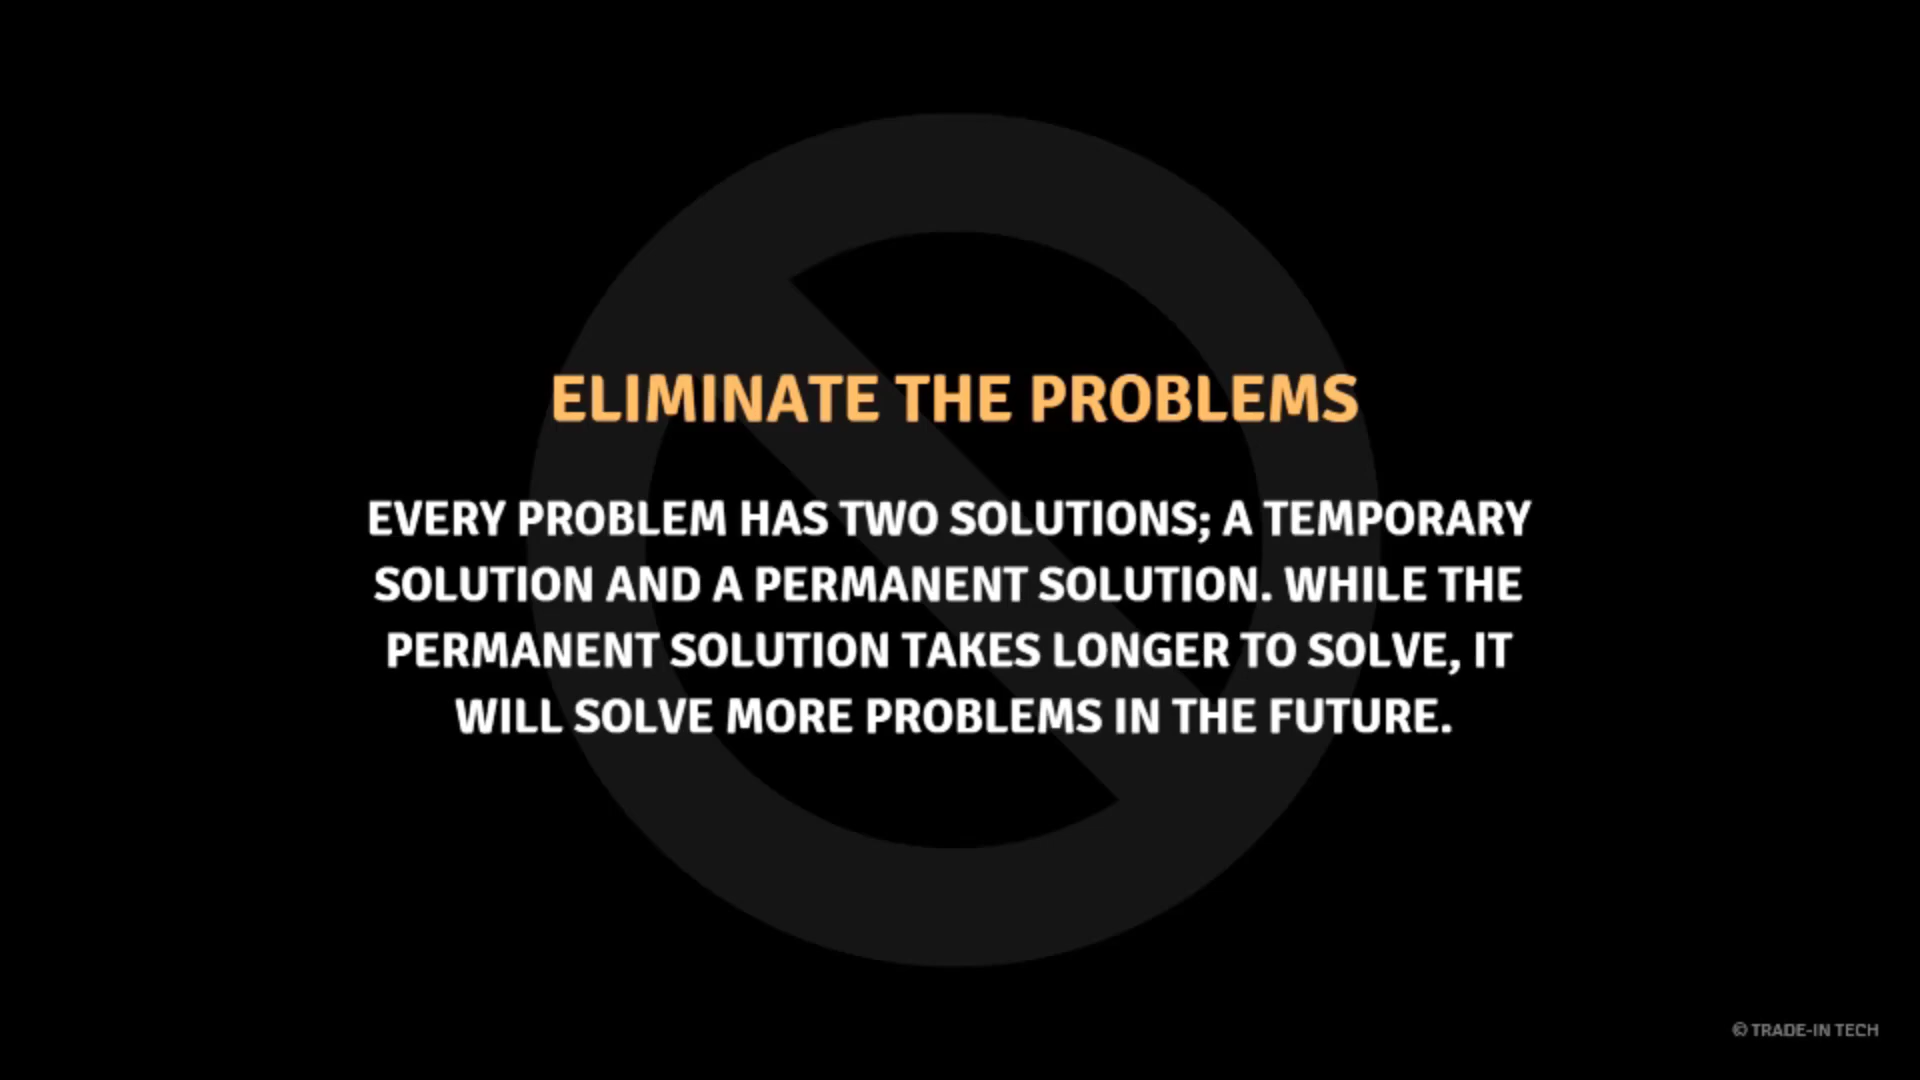 ELIMINATE THE PROBLEMS
EVERY PROBLEM HAS TWO SOLUTIONS; A TEMPORARY
SOLUTION AND A PERMANENT SOLUTION. WHILE THE
PERMANENT SOLUTION TAKES LONGER TO SOLVE, IT
WILL SOLVE MORE PROBLEMS IN THE FUTURE.
© TRADE-IN TECH